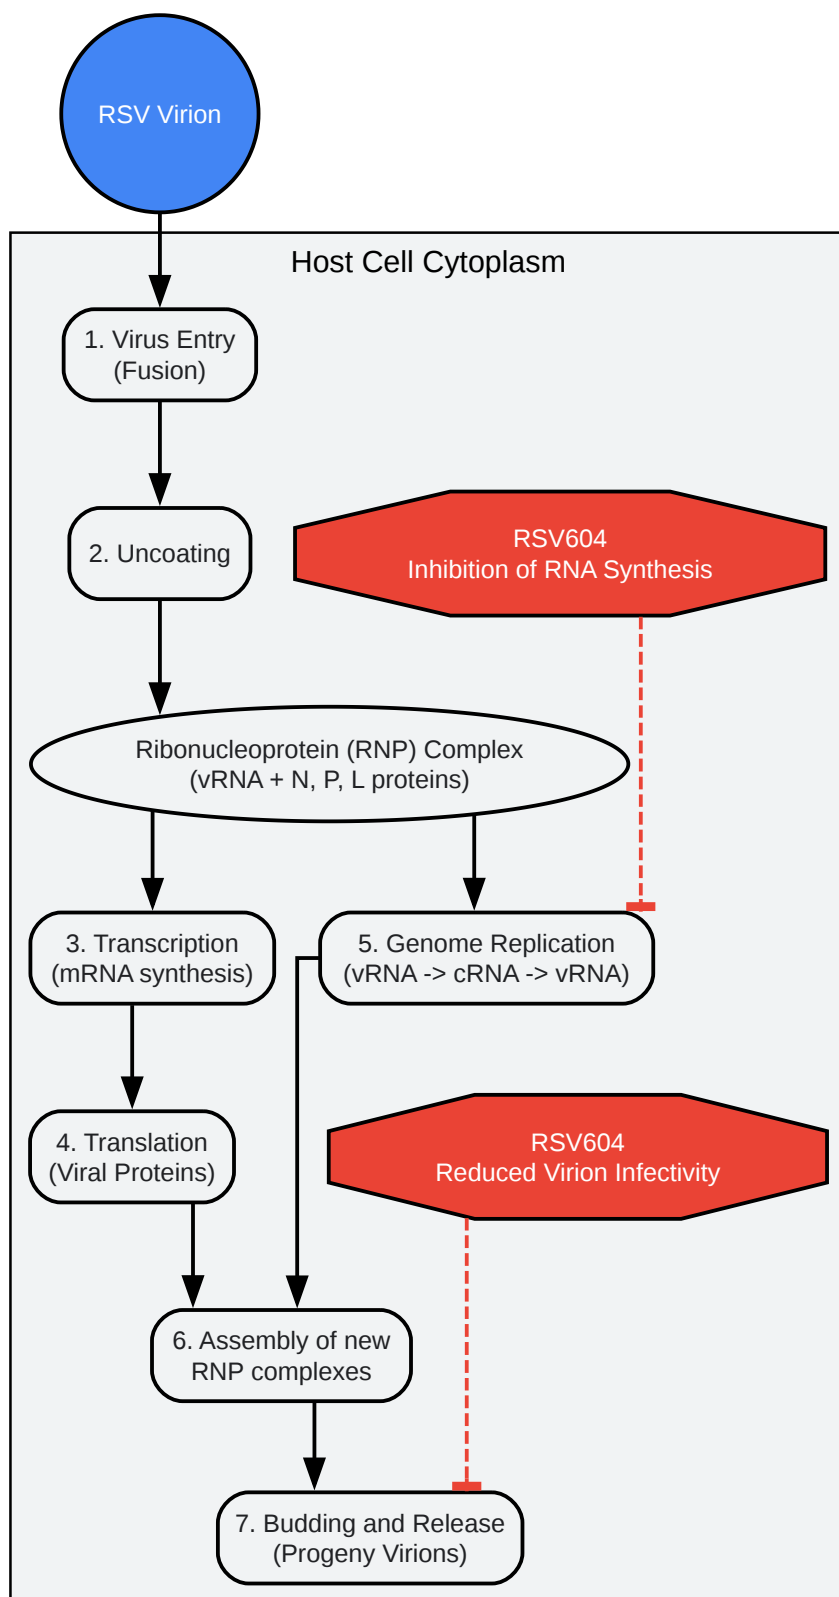 RSV Virion
Host Cell Cytoplasm
1. Virus Entry
(Fusion)
2. Uncoating
RSV604
Inhibition of RNA Synthesis
Ribonucleoprotein (RNP) Complex
(vRNA + N, P, L proteins)
3. Transcription
(mRNA synthesis)
5. Genome Replication
(vRNA -> cRNA -> vRNA)
4. Translation
(Viral Proteins)
RSV604
Reduced Virion Infectivity
6. Assembly of new
RNP complexes
7. Budding and Release
(Progeny Virions)